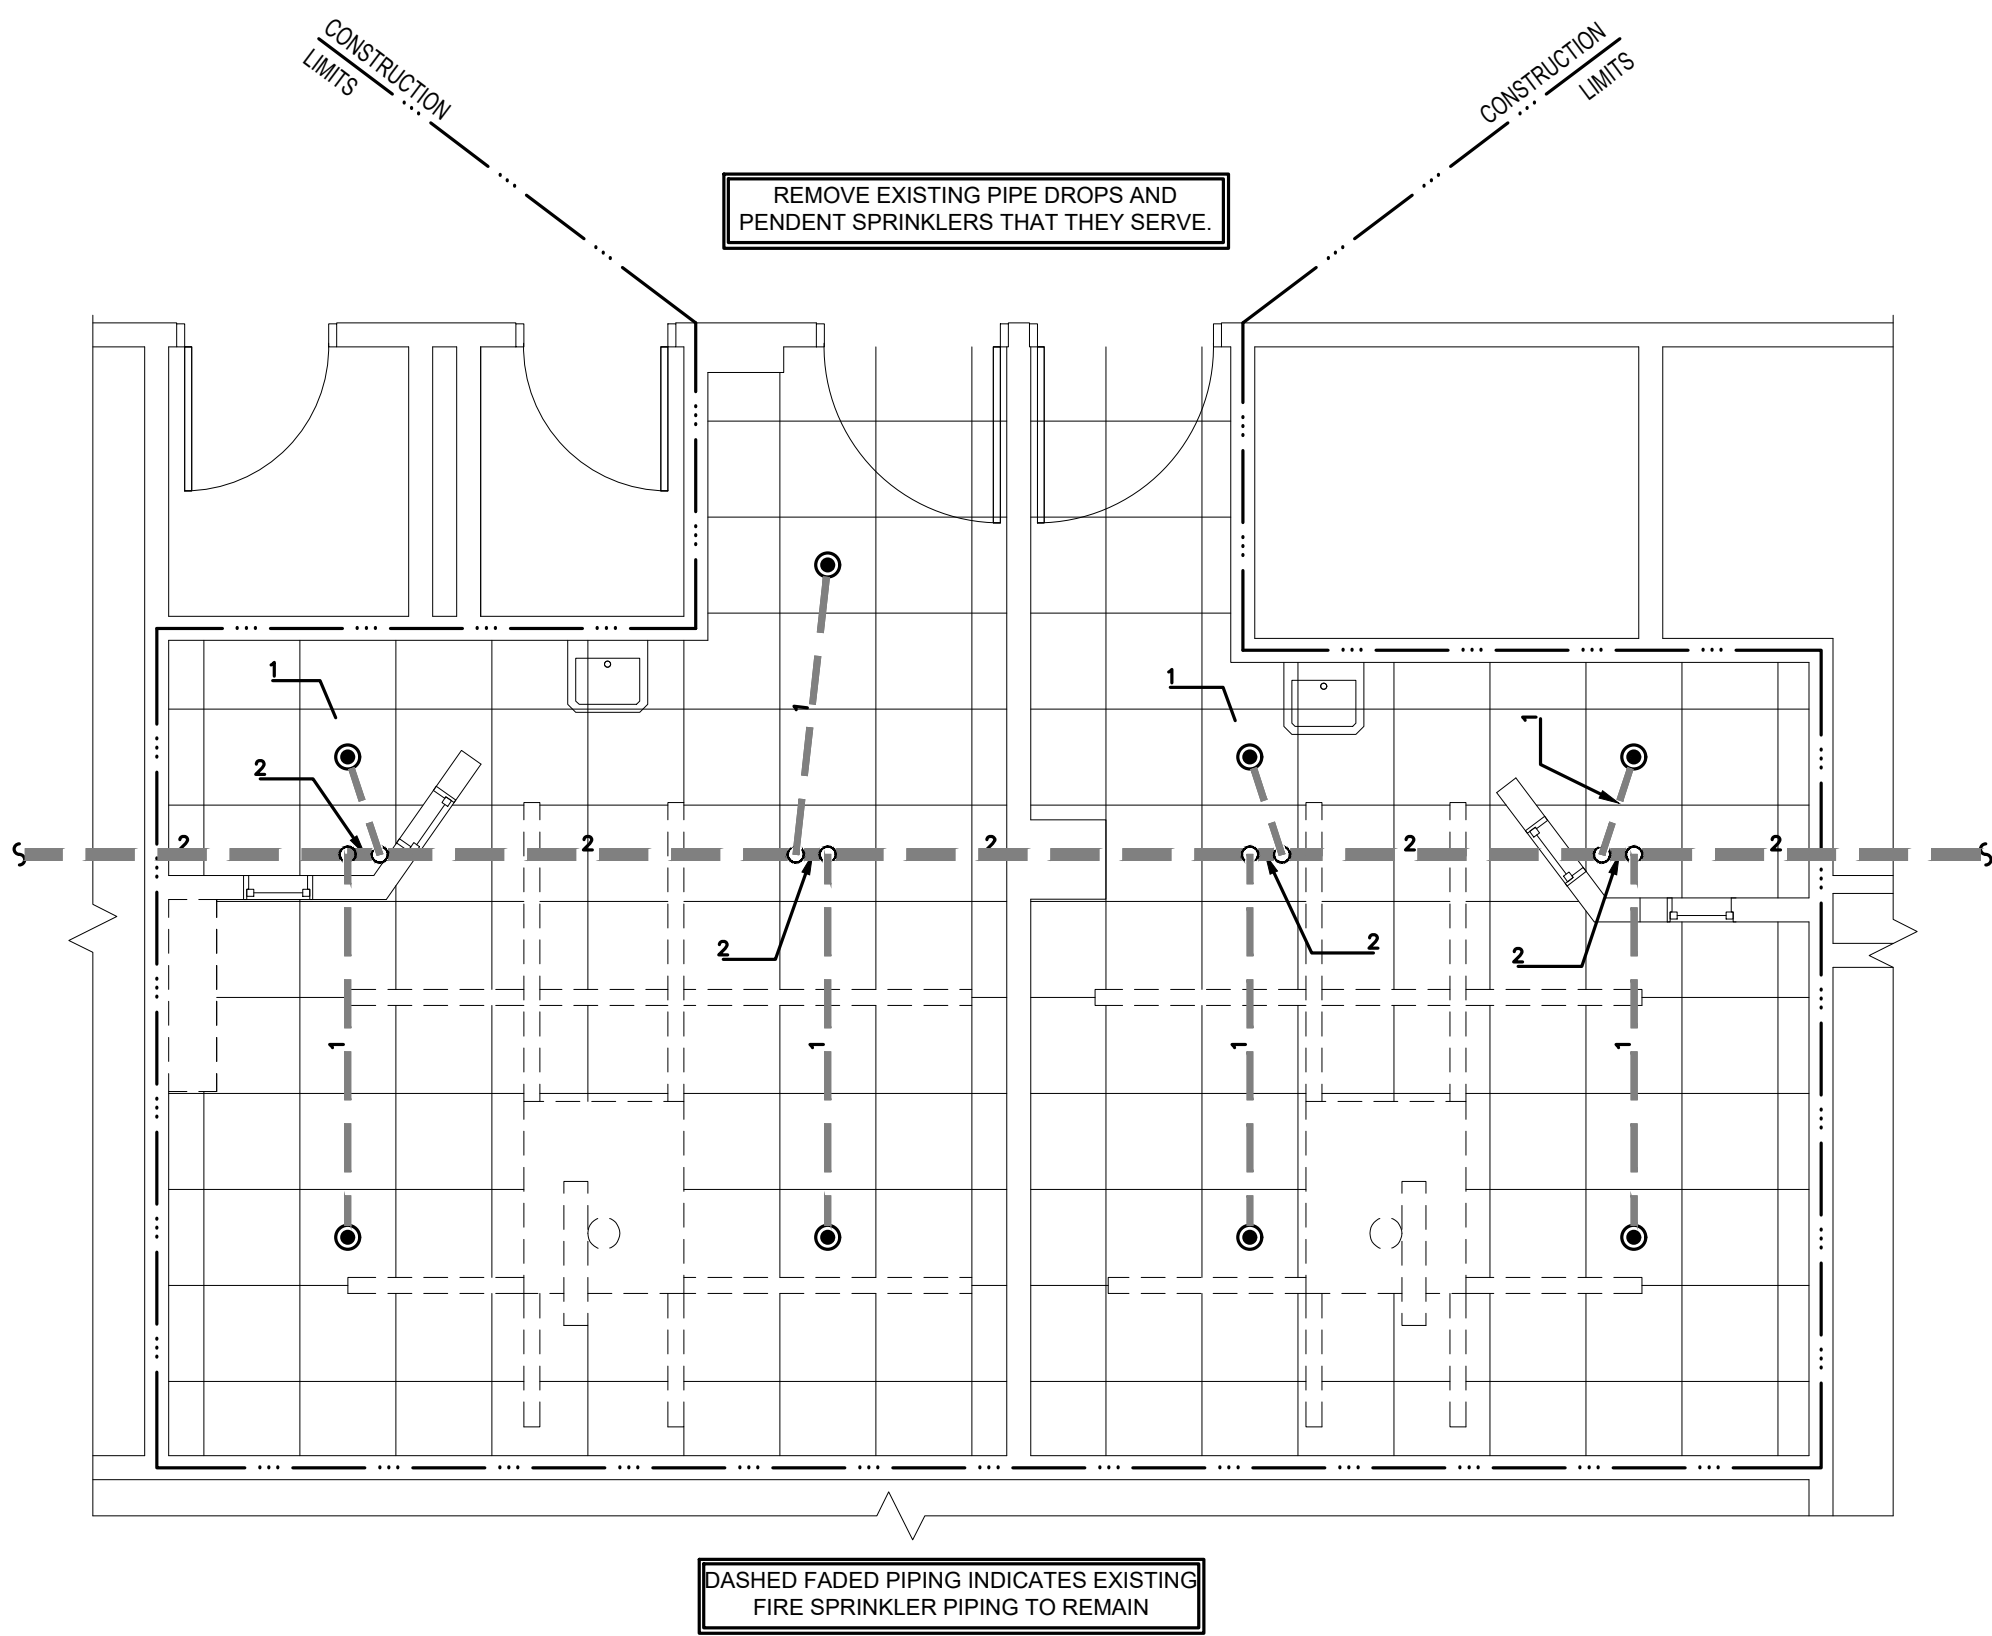 CONSTRUCTION
LIMITS
CONSTRUCTION
LIMITS
REMOVE EXISTING PIPE DROPS AND
PENDENT SPRINKLERS THAT THEY SERVE.
1
1
1
1
2
2
2
2
2
2
2
2
2
2
1
1
1
1
DASHED FADED PIPING INDICATES EXISTING
FIRE SPRINKLER PIPING TO REMAIN